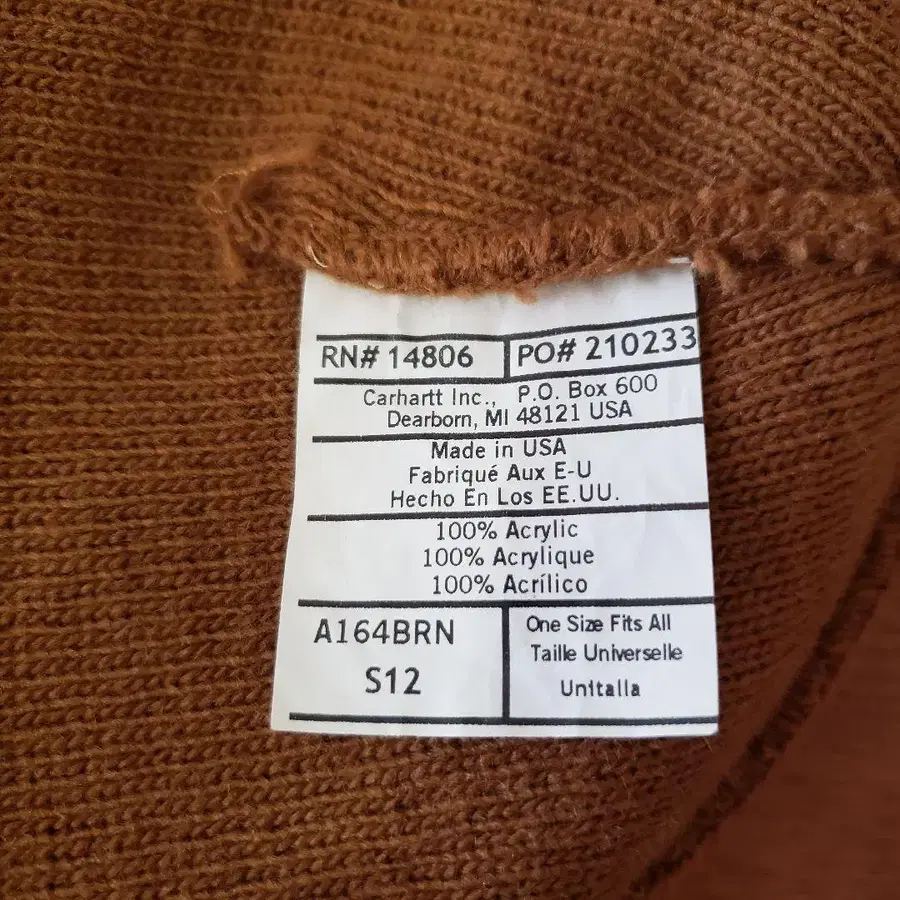 RN# 14806 PO# 210233
Carhartt Inc., P.O. Box 600
Dearborn, MI 48121 USA
Made in USA
Fabriqué Aux E-U
Hecho En Los EE.UU.
100% Acrylic
100% Acrylique
100% Acrílico
A164BRN
S12
One Size Fits All
Taille Universelle
Unitalla